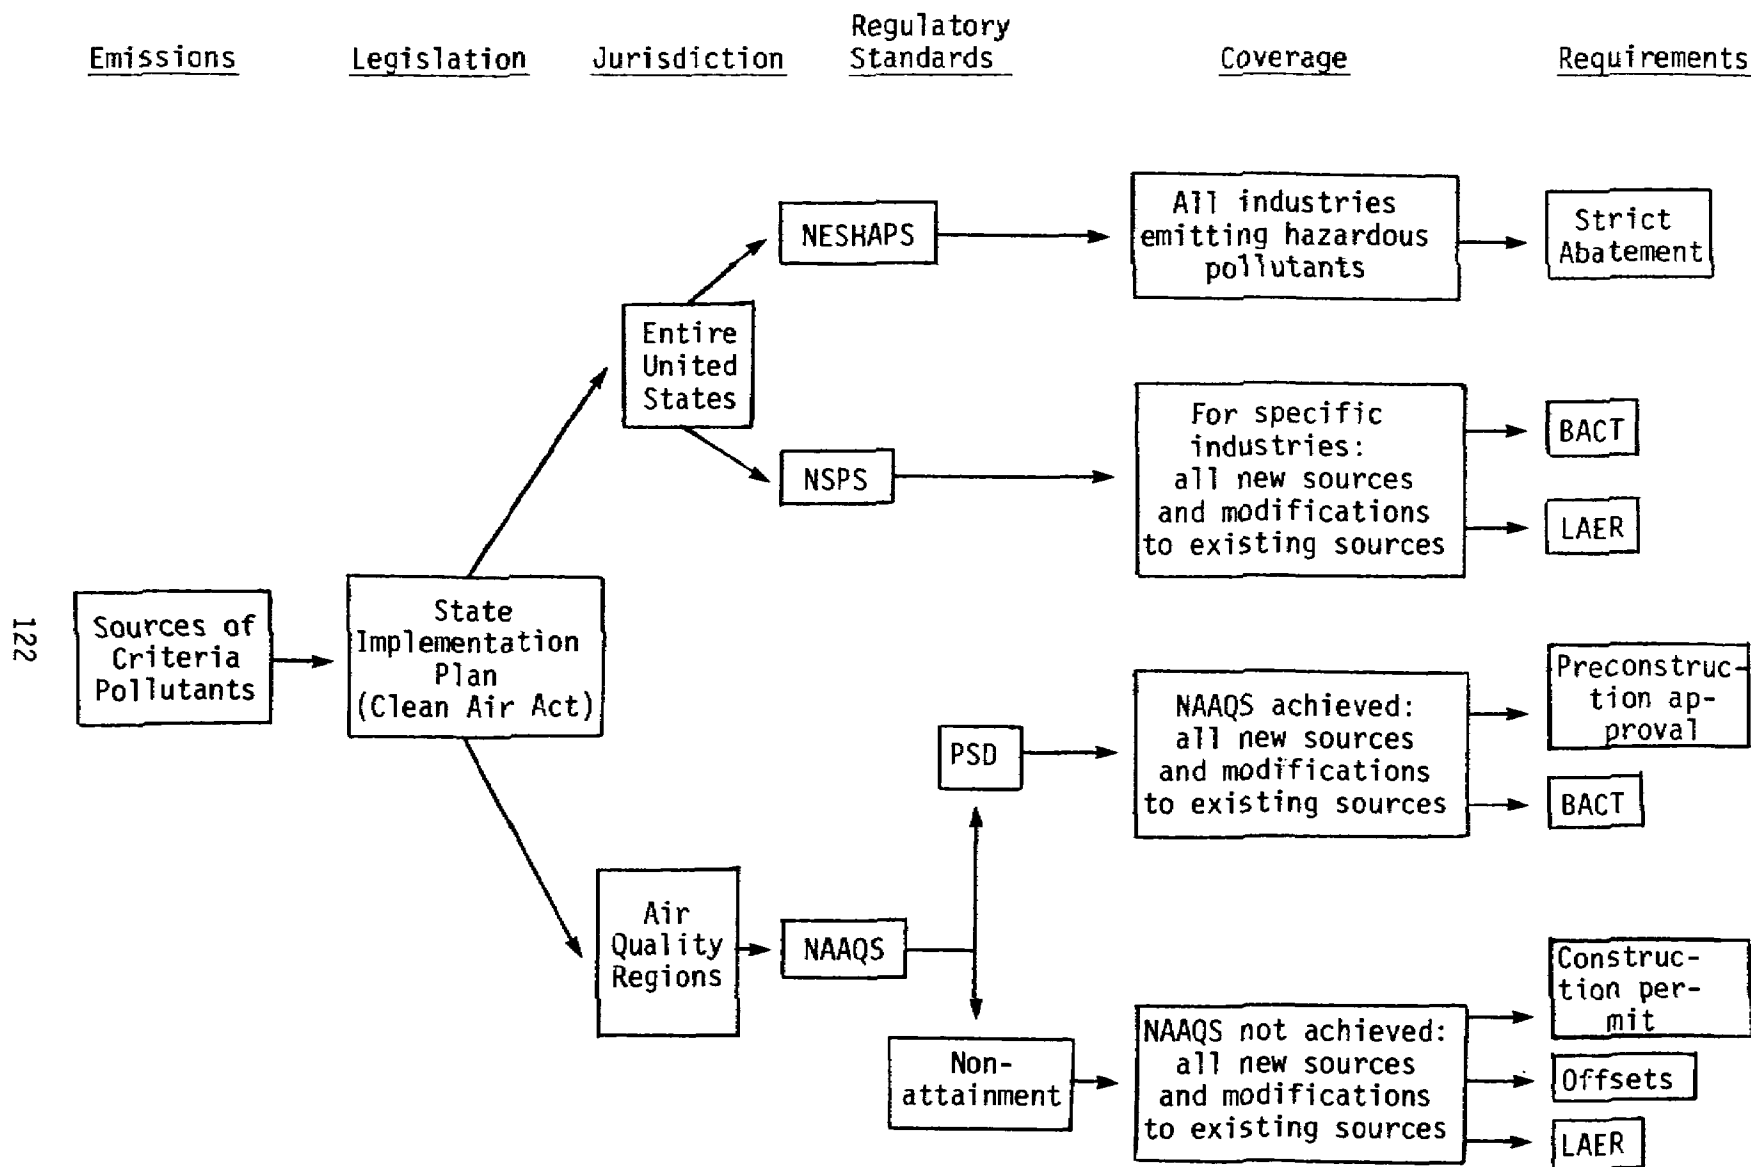 Emissions
Legislation
Jurisdiction
Regulatory
Standards
Coverage
Requirements
NESHAPS
All industries
emitting hazardous
pollutants
Strict
Abatement
Entire
United
States
NSPS
For specific
industries:
all new sources
and modifications
to existing sources
BACT
LAER
122
Sources of
Criteria
Pollutants
State
Implementation
Plan
(Clean Air Act)
PSD
NAAQS achieved:
all new sources
and modifications
to existing sources
Preconstruc-
tion ap-
proval
BACT
Air
Quality
Regions
NAAQS
Non-
attainment
NAAQS not achieved:
all new sources
and modifications
to existing sources
Construc-
tion per-
mit
Offsets
LAER